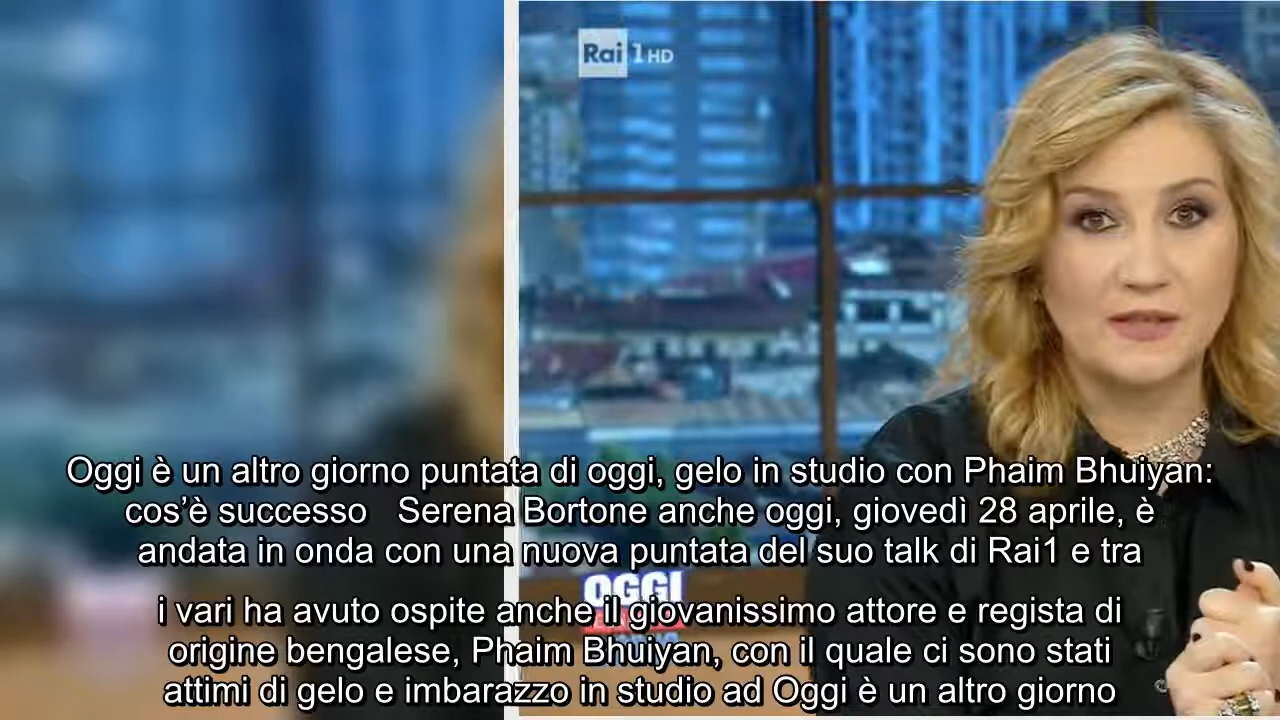 Rai 1 HD
Oggi è un altro giorno puntata di oggi, gelo in studio con Phaim Bhuiyan:
cos’è successo   Serena Bortone anche oggi, giovedì 28 aprile, è
andata in onda con una nuova puntata del suo talk di Rai1 e tra
OGGI
i vari ha avuto ospite anche il giovanissimo attore e regista di
origine bengalese, Phaim Bhuiyan, con il quale ci sono stati
attimi di gelo e imbarazzo in studio ad Oggi è un altro giorno